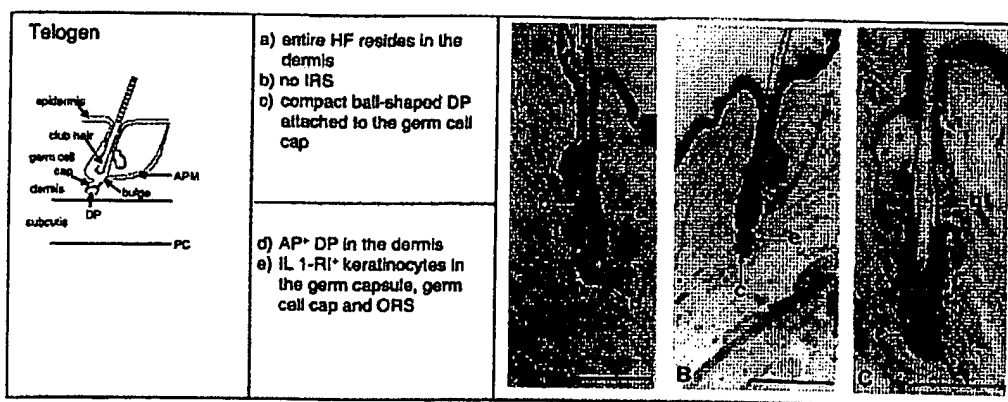 Telogen
epidermis
club hair
germ cell
cap
dermis
APM
bulge
DP
subcutis
PC
a) entire HF resides in the
dermis
b) no IRS
c) compact ball-shaped DP
attached to the germ cell
cap
d) AP+ DP in the dermis
e) IL 1-RI+ keratinocytes in
the germ capsule, germ
cell cap and ORS
B
C